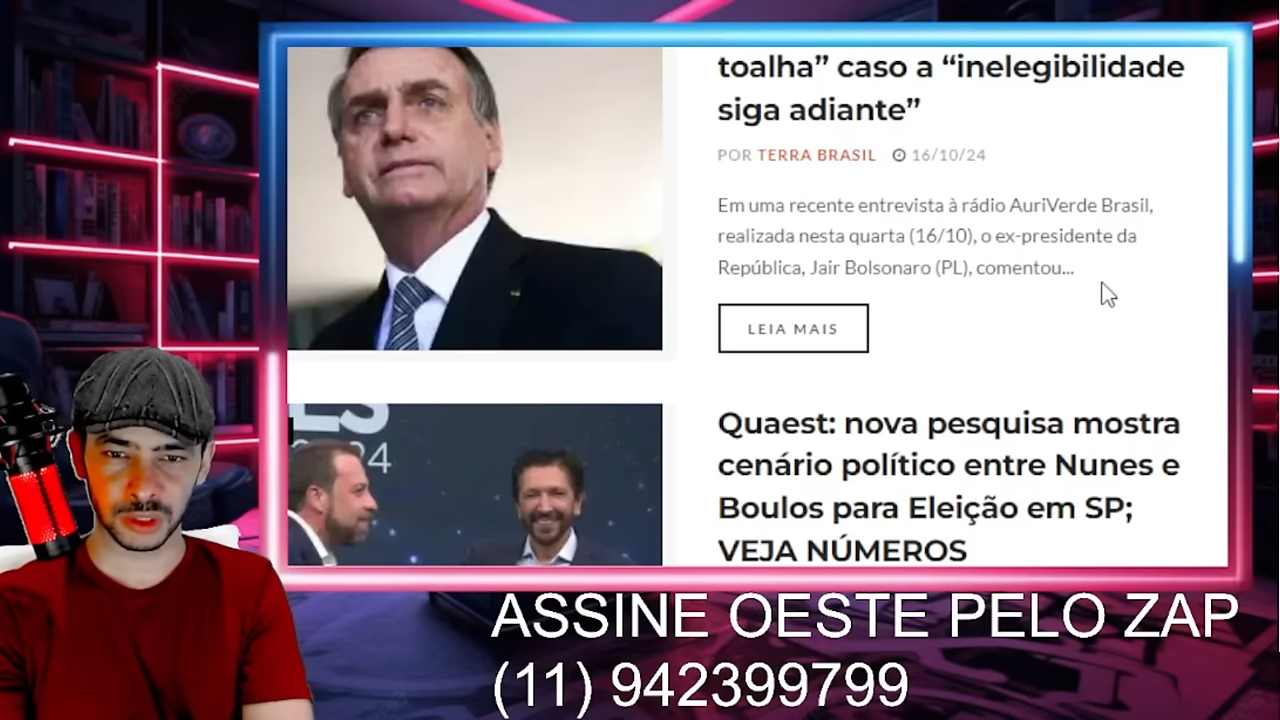 toalha” caso a “inelegibilidade
siga adiante”
POR TERRA BRASIL 16/10/24
Em uma recente entrevista à rádio AuriVerde Brasil,
realizada nesta quarta (16/10), o ex-presidente da
República, Jair Bolsonaro (PL), comentou...
LEIA MAIS
ES
2024
Quaest: nova pesquisa mostra
cenário político entre Nunes e
Boulos para Eleição em SP;
VEJA NÚMEROS
ASSINE OESTE PELO ZAP
(11) 942399799